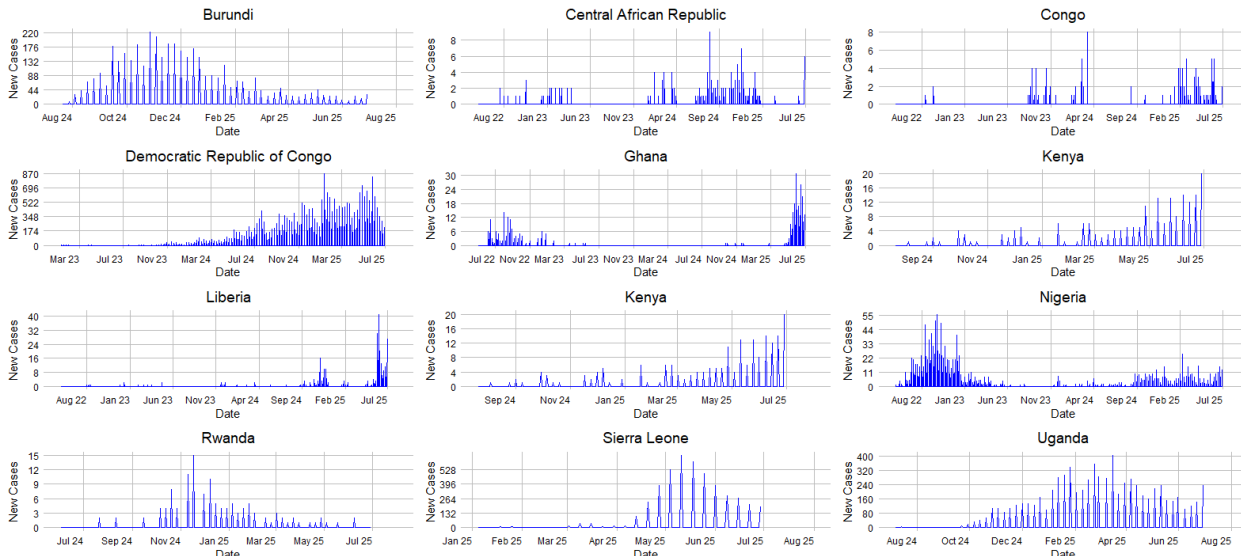 Burundi
New Cases
220
176
132
88
44
0
Aug 24 Oct 24 Dec 24 Feb 25 Apr 25 Jun 25 Aug 25
Date
Central African Republic
New Cases
8
6
4
2
0
Aug 22 Jan 23 Jun 23 Nov 23 Apr 24 Sep 24 Feb 25 Jul 25
Date
Congo
New Cases
8
6
4
2
0
Aug 22 Jan 23 Jun 23 Nov 23 Apr 24 Sep 24 Feb 25 Jul 25
Date
Democratic Republic of Congo
New Cases
870
696
522
348
174
0
Mar 23 Jul 23 Nov 23 Mar 24 Jul 24 Nov 24 Mar 25 Jul 25
Date
Ghana
New Cases
30
24
18
12
6
0
Jul 22 Nov 22 Mar 23 Jul 23 Nov 23 Mar 24 Jul 24 Nov 24 Mar 25 Jul 25
Date
Kenya
New Cases
20
16
12
8
4
0
Sep 24 Nov 24 Jan 25 Mar 25 May 25 Jul 25
Date
Liberia
New Cases
40
32
24
16
8
0
Aug 22 Jan 23 Jun 23 Nov 23 Apr 24 Sep 24 Feb 25 Jul 25
Date
Kenya
New Cases
20
16
12
8
4
0
Sep 24 Nov 24 Jan 25 Mar 25 May 25 Jul 25
Date
Nigeria
New Cases
55
44
33
22
11
0
Aug 22 Jan 23 Jun 23 Nov 23 Apr 24 Sep 24 Feb 25 Jul 25
Date
Rwanda
New Cases
15
12
9
6
3
0
Jul 24 Sep 24 Nov 24 Jan 25 Mar 25 May 25 Jul 25
Date
Sierra Leone
New Cases
528
396
264
132
0
Jan 25 Feb 25 Mar 25 Apr 25 May 25 Jun 25 Jul 25 Aug 25
Date
Uganda
New Cases
400
320
240
160
80
0
Aug 24 Oct 24 Dec 24 Feb 25 Apr 25 Jun 25 Aug 25
Date